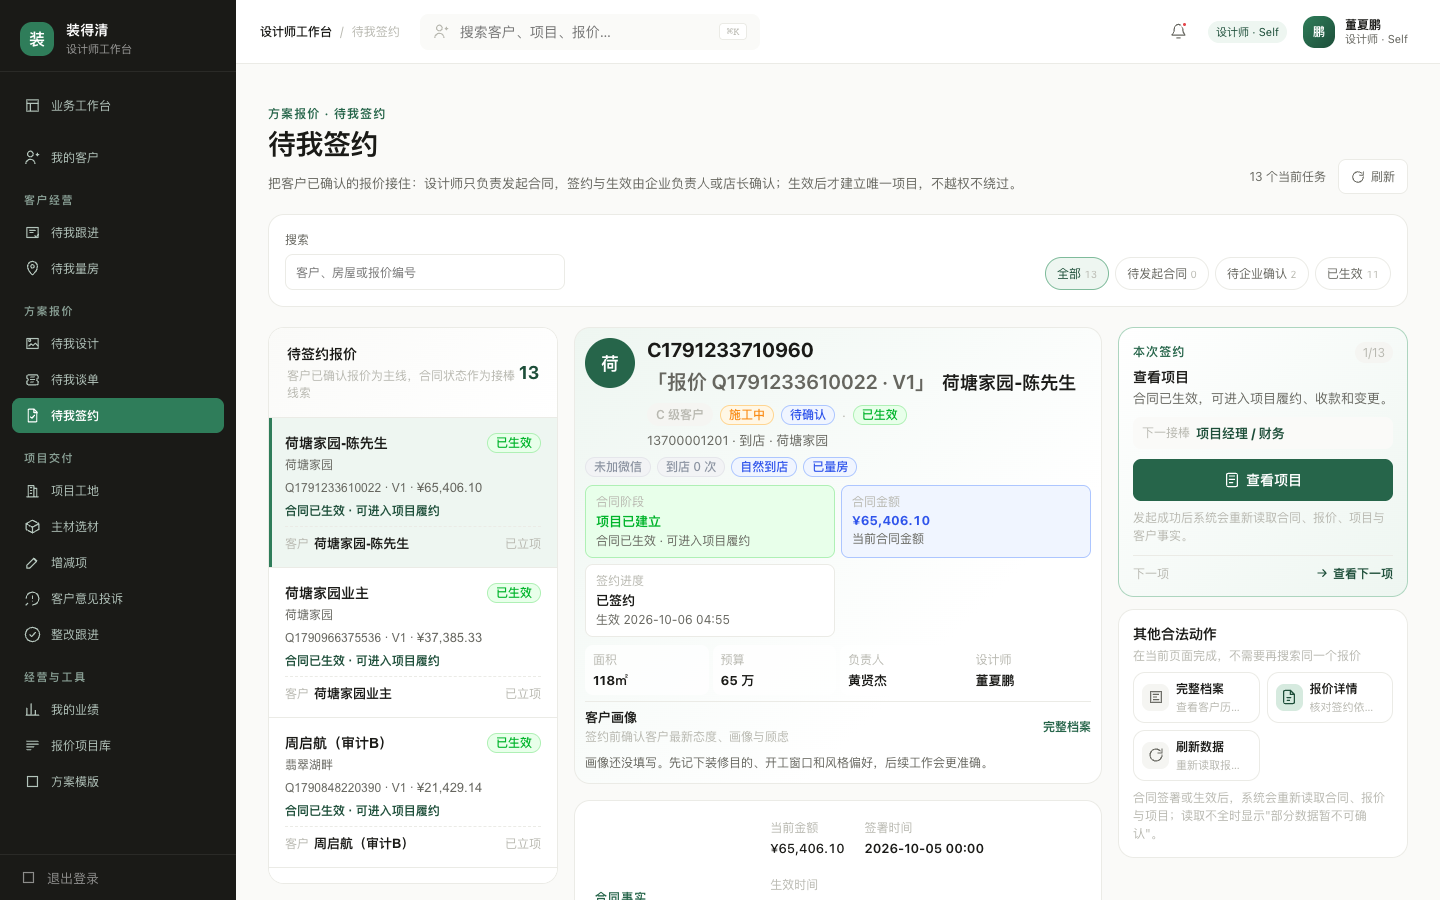 装
装得清
设计师工作台
业务工作台
我的客户
客户经营
待我跟进
待我量房
方案报价
待我设计
待我谈单
待我签约
项目交付
项目工地
主材选材
增减项
客户意见投诉
整改跟进
经营与工具
我的业绩
报价项目库
方案模版
退出登录
设计师工作台 / 待我签约
搜索客户、项目、报价...
⌘K
设计师 · Self
鹏
董夏鹏
设计师 · Self
方案报价 · 待我签约
待我签约
把客户已确认的报价接住：设计师只负责发起合同，签约与生效由企业负责人或店长确认；生效后才建立唯一项目，不越权不绕过。
13 个当前任务
刷新
搜索
客户、房屋或报价编号
全部 13
待发起合同 0
待企业确认 2
已生效 11
待签约报价
客户已确认报价为主线，合同状态作为接棒线索
13
荷塘家园-陈先生
已生效
荷塘家园
Q1791233610022 · V1 · ¥65,406.10
合同已生效 · 可进入项目履约
客户 荷塘家园-陈先生
已立项
荷塘家园业主
已生效
荷塘家园
Q1790966375536 · V1 · ¥37,385.33
合同已生效 · 可进入项目履约
客户 荷塘家园业主
已立项
周启航（审计B）
已生效
翡翠湖畔
Q1790848220390 · V1 · ¥21,429.14
合同已生效 · 可进入项目履约
客户 周启航（审计B）
已立项
荷
C1791233710960
「报价 Q1791233610022 · V1」 荷塘家园-陈先生
C 级客户
施工中
待确认
·
已生效
13700001201 · 到店 · 荷塘家园
未加微信
到店 0 次
自然到店
已量房
合同阶段
项目已建立
合同已生效 · 可进入项目履约
合同金额
¥65,406.10
当前合同金额
签约进度
已签约
生效 2026-10-06 04:55
面积
118㎡
预算
65 万
负责人
黄贤杰
设计师
董夏鹏
客户画像
签约前确认客户最新态度、画像与顾虑
完整档案
画像还没填写。先记下装修目的、开工窗口和风格偏好，后续工作会更准确。
合同事实
当前金额
¥65,406.10
签署时间
2026-10-05 00:00
生效时间
本次签约
1/13
查看项目
合同已生效，可进入项目履约、收款和变更。
下一接棒 项目经理 / 财务
查看项目
发起成功后系统会重新读取合同、报价、项目与客户事实。
下一项
→ 查看下一项
其他合法动作
在当前页面完成，不需要再搜索同一个报价
完整档案
查看客户历...
报价详情
核对签约依...
刷新数据
重新读取报...
合同签署或生效后，系统会重新读取合同、报价与项目；读取不全时显示"部分数据暂不可确认"。